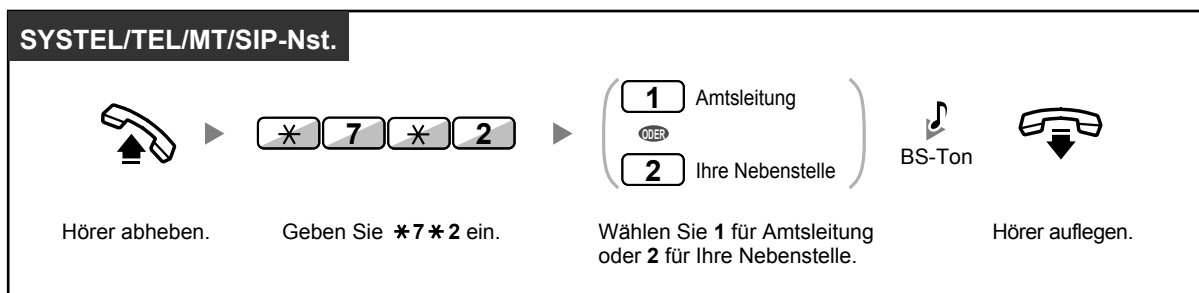 SYSTEL/TEL/MT/SIP-Nst.
* 7 * 2
1 Amtsleitung
ODER
2 Ihre Nebenstelle
BS-Ton
Hörer abheben.
Geben Sie *7*2 ein.
Wählen Sie 1 für Amtsleitung
oder 2 für Ihre Nebenstelle.
Hörer auflegen.